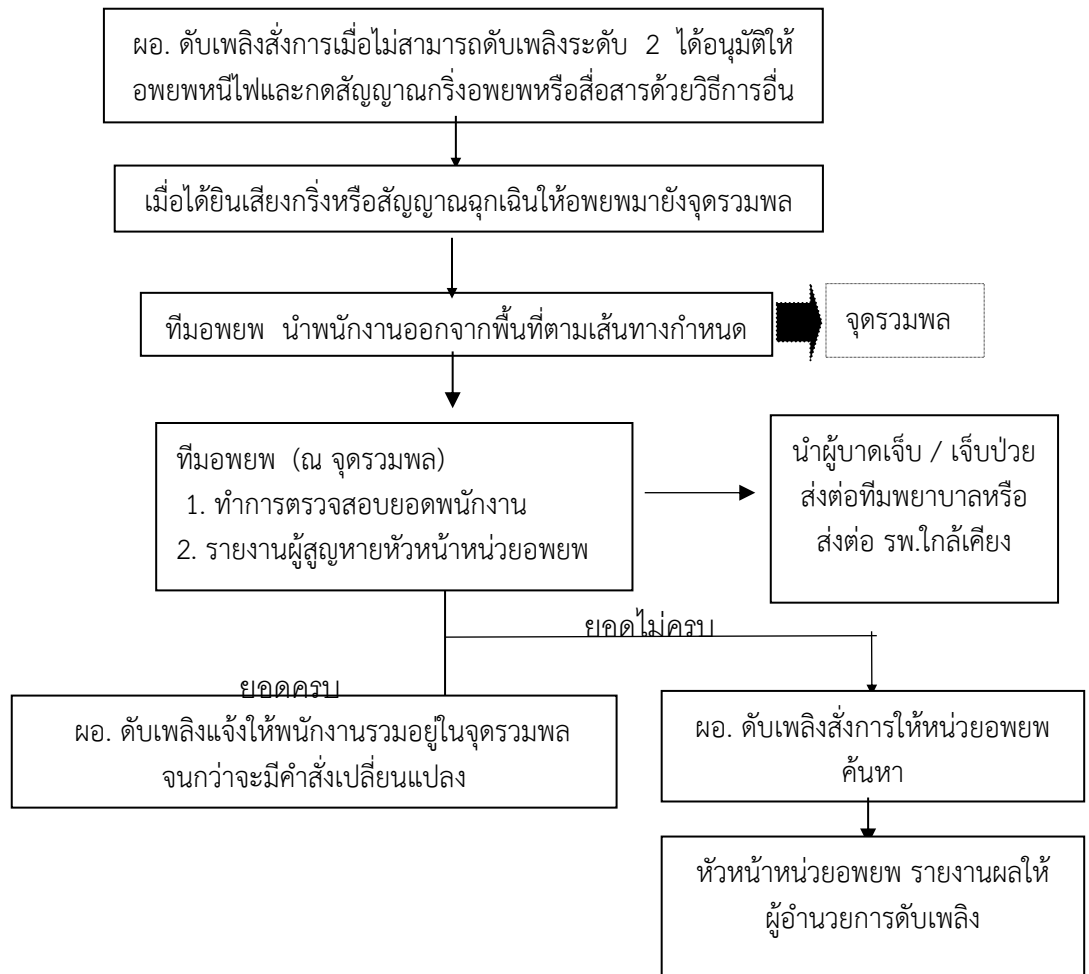 ผอ. ดับเพลิงสั่งการเมื่อไม่สามารถดับเพลิงระดับ 2 ได้อนุมัติให้
อพยพหนีไฟและกดสัญญาณกริ่งอพยพหรือสื่อสารด้วยวิธีการอื่น
เมื่อได้ยินเสียงกริ่งหรือสัญญาณฉุกเฉินให้อพยพมายังจุดรวมพล
ทีมอพยพ นำพนักงานออกจากพื้นที่ตามเส้นทางกำหนด
จุดรวมพล
ทีมอพยพ (ณ จุดรวมพล)
1. ทำการตรวจสอบยอดพนักงาน
2. รายงานผู้สูญหายหัวหน้าหน่วยอพยพ
นำผู้บาดเจ็บ / เจ็บป่วย
ส่งต่อทีมพยาบาลหรือ
ส่งต่อ รพ.ใกล้เคียง
ยอดไม่ครบ
ยอดครบ
ผอ. ดับเพลิงแจ้งให้พนักงานรวมอยู่ในจุดรวมพล
จนกว่าจะมีคำสั่งเปลี่ยนแปลง
ผอ. ดับเพลิงสั่งการให้หน่วยอพยพ
ค้นหา
หัวหน้าหน่วยอพยพ รายงานผลให้
ผู้อำนวยการดับเพลิง